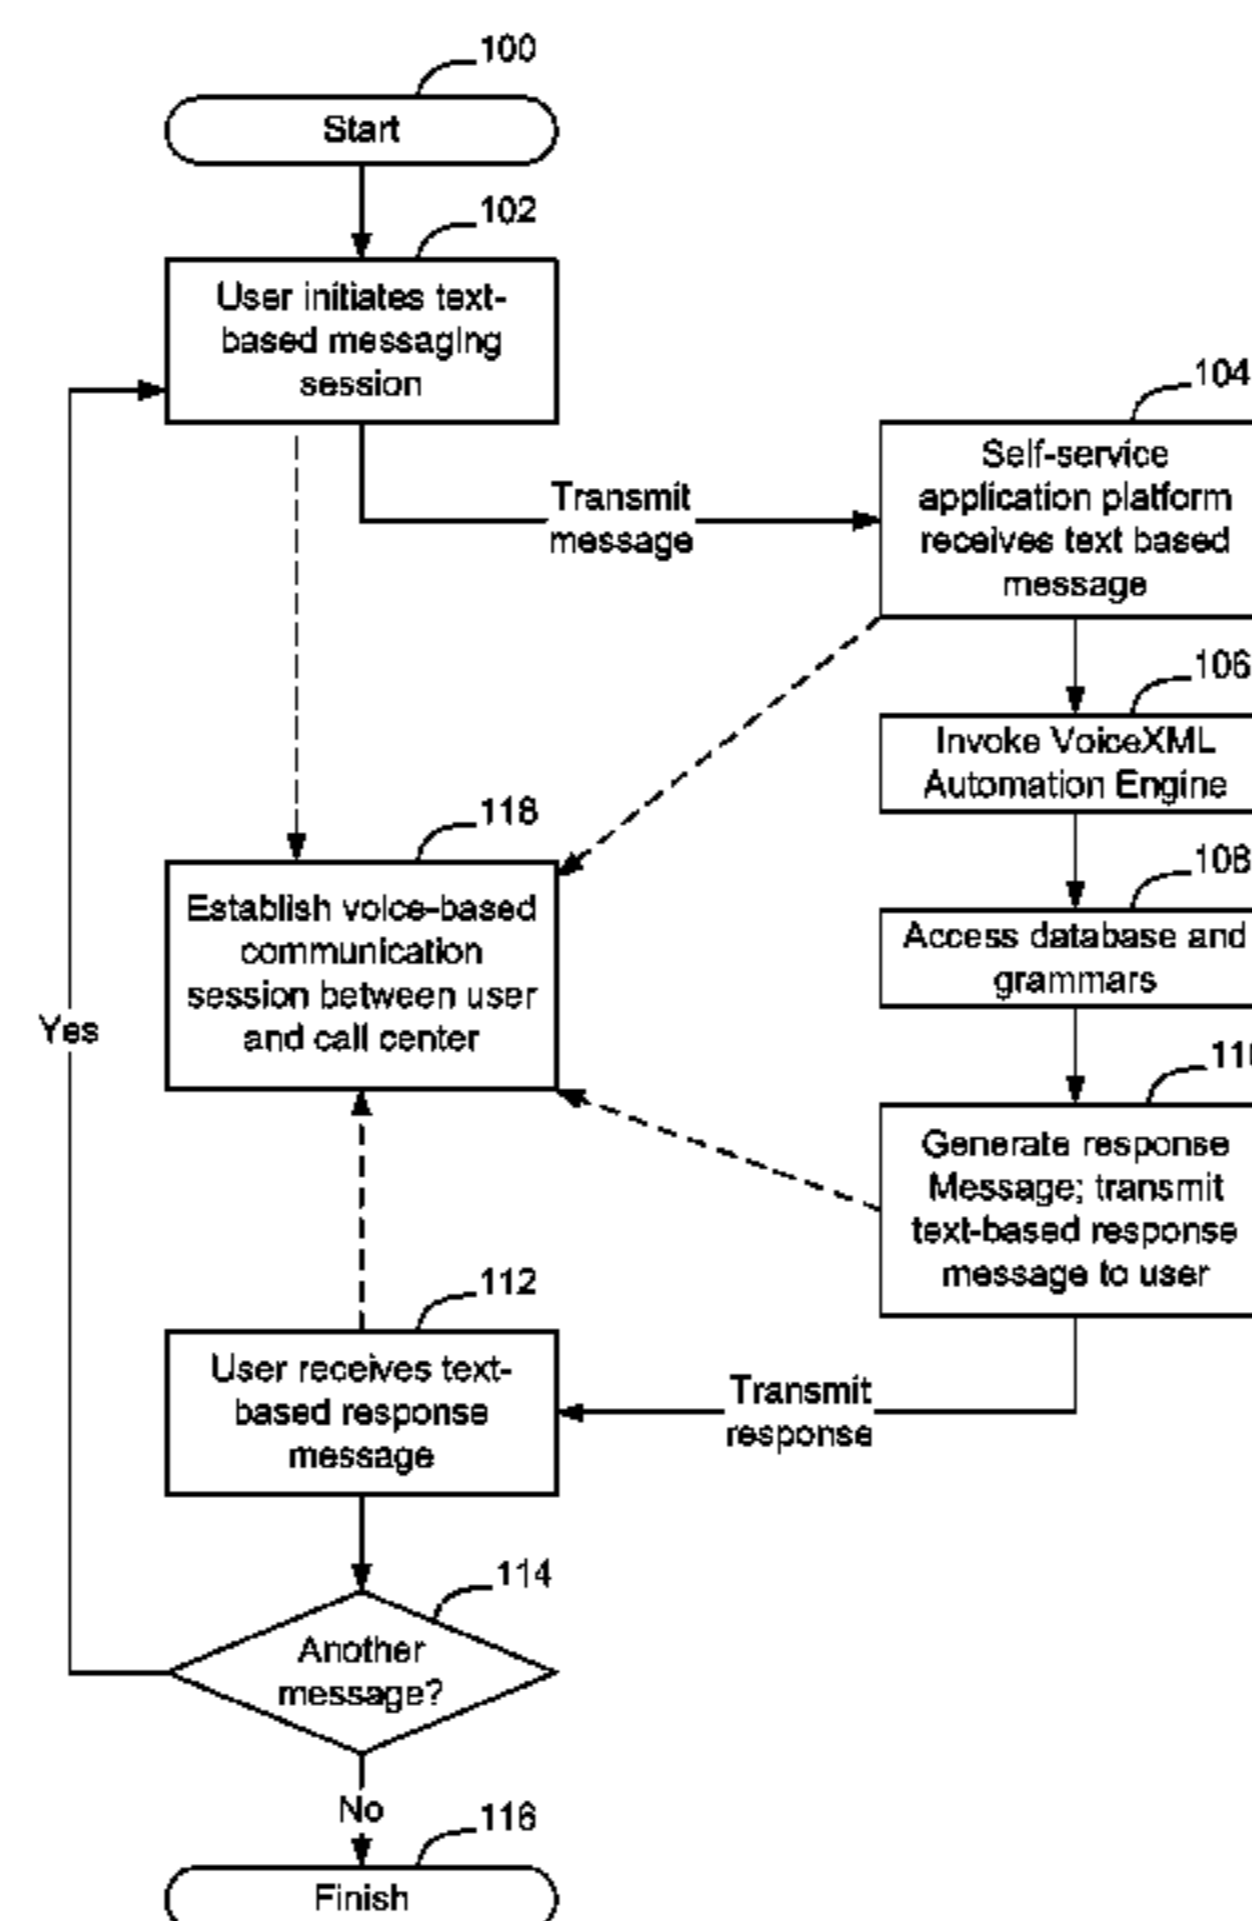 100
Start
102
User initiates text-
based messaging
session
104
Self-service
application platform
receives text based
message
Transmit
message
106
Invoke VoiceXML
Automation Engine
118
Establish voice-based
communication
session between user
and call center
108
Access database and
grammars
Yes
110
Generate response
Message; transmit
text-based response
message to user
112
User receives text-
based response
message
Transmit
response
114
Another
message?
No
116
Finish